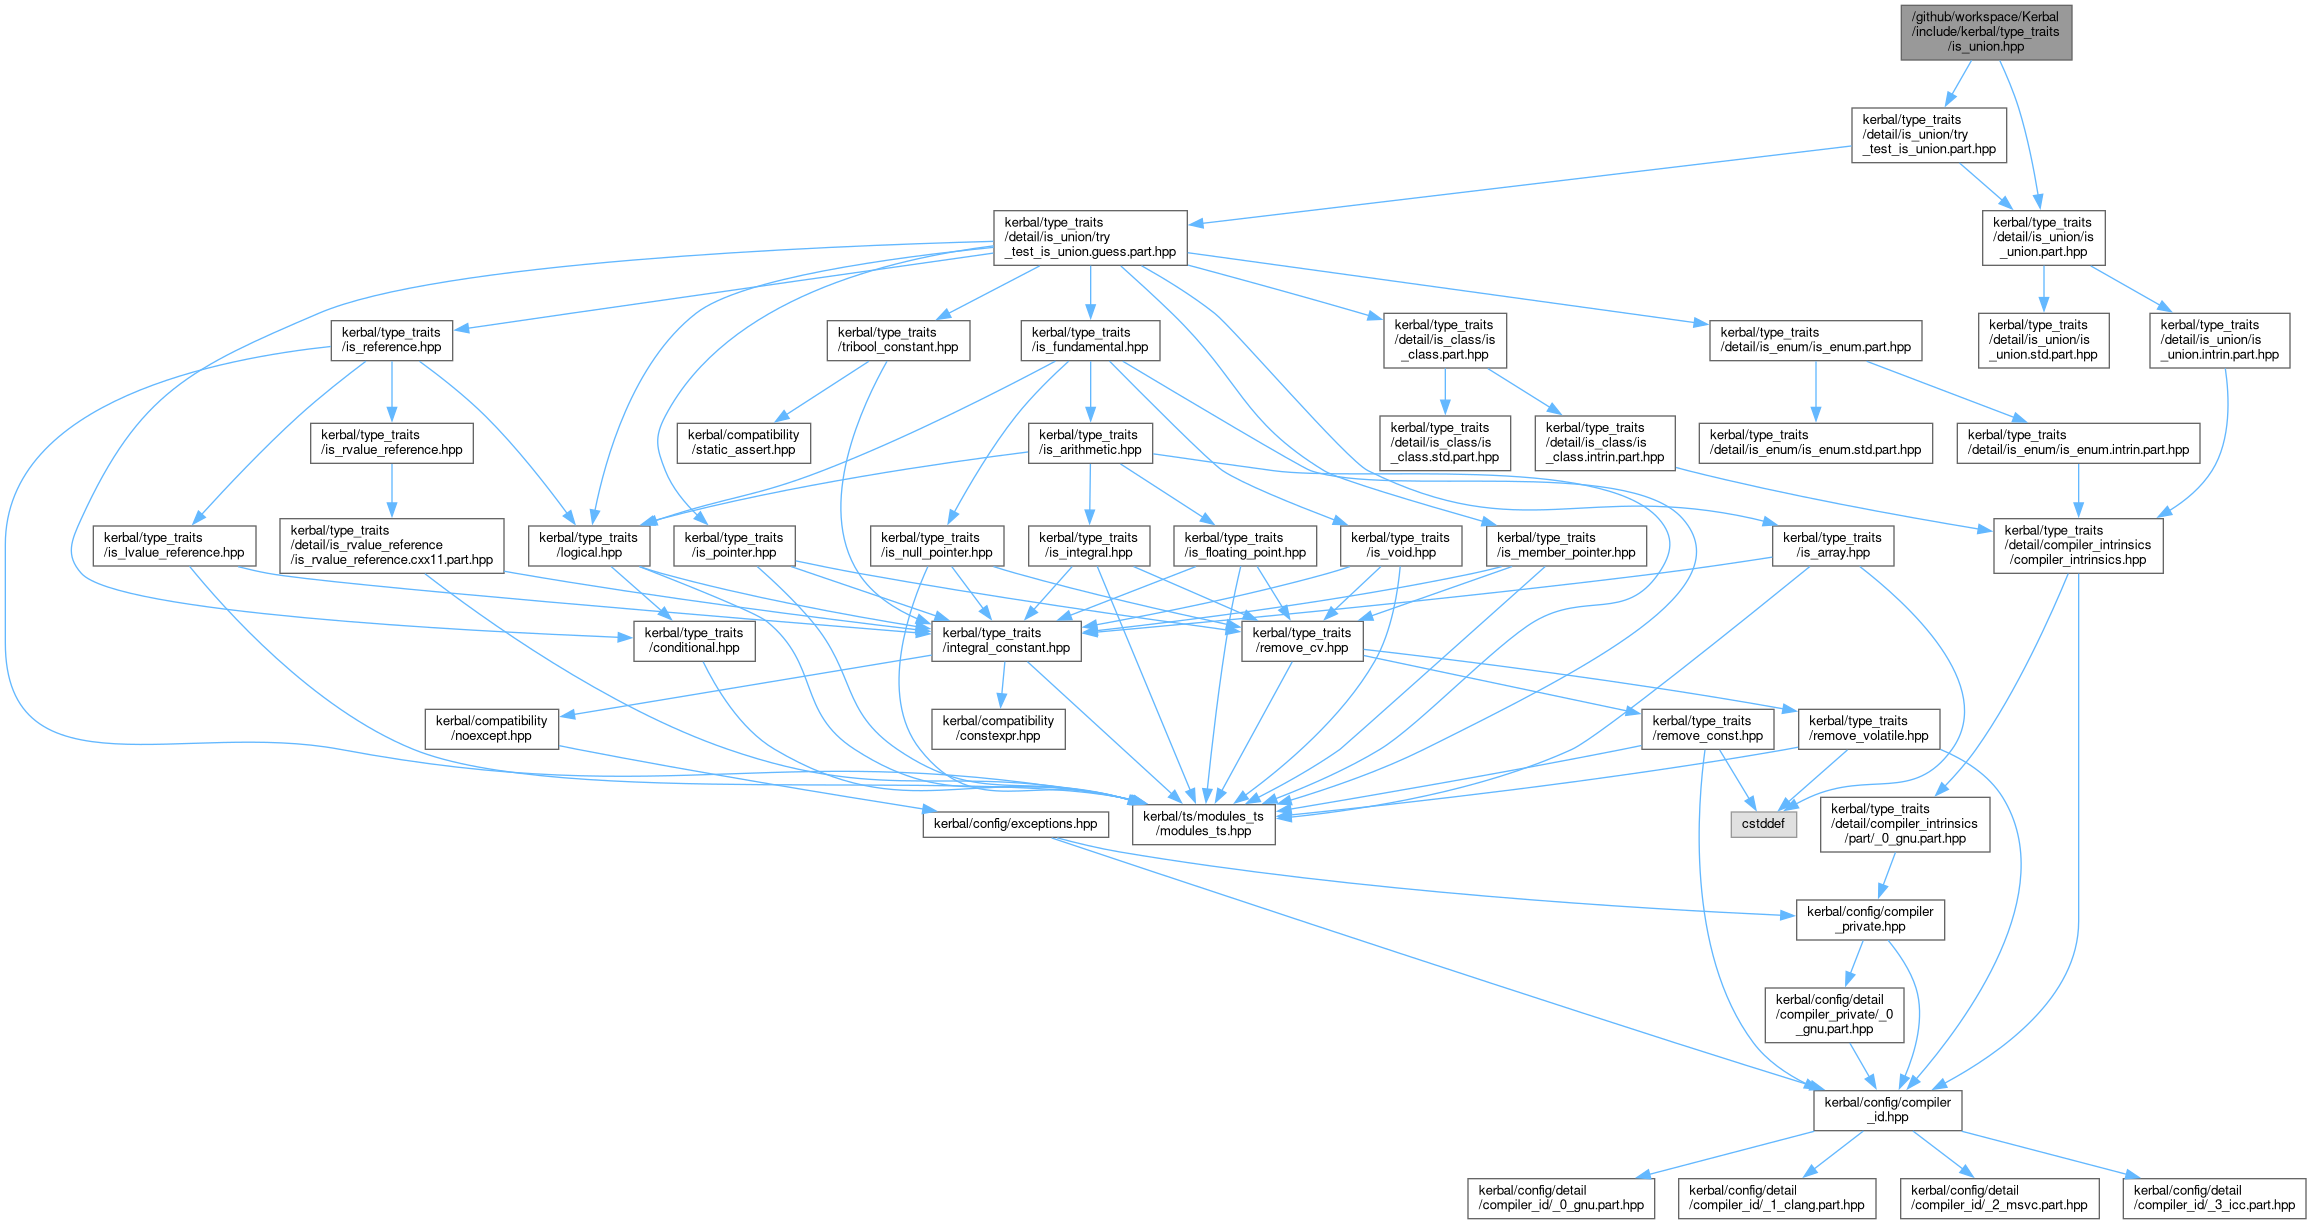 /github/workspace/Kerbal
/include/kerbal/type_traits
/is_union.hpp
kerbal/type_traits
/detail/is_union/try
_test_is_union.part.hpp
kerbal/type_traits
/detail/is_union/try
_test_is_union.guess.part.hpp
kerbal/type_traits
/detail/is_union/is
_union.part.hpp
kerbal/type_traits
/is_reference.hpp
kerbal/type_traits
/tribool_constant.hpp
kerbal/type_traits
/is_fundamental.hpp
kerbal/type_traits
/detail/is_class/is
_class.part.hpp
kerbal/type_traits
/detail/is_enum/is_enum.part.hpp
kerbal/type_traits
/detail/is_union/is
_union.std.part.hpp
kerbal/type_traits
/detail/is_union/is
_union.intrin.part.hpp
kerbal/type_traits
/is_rvalue_reference.hpp
kerbal/compatibility
/static_assert.hpp
kerbal/type_traits
/is_arithmetic.hpp
kerbal/type_traits
/detail/is_class/is
_class.std.part.hpp
kerbal/type_traits
/detail/is_class/is
_class.intrin.part.hpp
kerbal/type_traits
/detail/is_enum/is_enum.std.part.hpp
kerbal/type_traits
/detail/is_enum/is_enum.intrin.part.hpp
kerbal/type_traits
/is_lvalue_reference.hpp
kerbal/type_traits
/detail/is_rvalue_reference
/is_rvalue_reference.cxx11.part.hpp
kerbal/type_traits
/logical.hpp
kerbal/type_traits
/is_pointer.hpp
kerbal/type_traits
/is_null_pointer.hpp
kerbal/type_traits
/is_integral.hpp
kerbal/type_traits
/is_floating_point.hpp
kerbal/type_traits
/is_void.hpp
kerbal/type_traits
/is_member_pointer.hpp
kerbal/type_traits
/is_array.hpp
kerbal/type_traits
/detail/compiler_intrinsics
/compiler_intrinsics.hpp
kerbal/type_traits
/conditional.hpp
kerbal/type_traits
/integral_constant.hpp
kerbal/type_traits
/remove_cv.hpp
kerbal/compatibility
/noexcept.hpp
kerbal/compatibility
/constexpr.hpp
kerbal/type_traits
/remove_const.hpp
kerbal/type_traits
/remove_volatile.hpp
kerbal/config/exceptions.hpp
kerbal/ts/modules_ts
/modules_ts.hpp
cstddef
kerbal/type_traits
/detail/compiler_intrinsics
/part/_0_gnu.part.hpp
kerbal/config/compiler
_private.hpp
kerbal/config/detail
/compiler_private/_0
_gnu.part.hpp
kerbal/config/compiler
_id.hpp
kerbal/config/detail
/compiler_id/_0_gnu.part.hpp
kerbal/config/detail
/compiler_id/_1_clang.part.hpp
kerbal/config/detail
/compiler_id/_2_msvc.part.hpp
kerbal/config/detail
/compiler_id/_3_icc.part.hpp